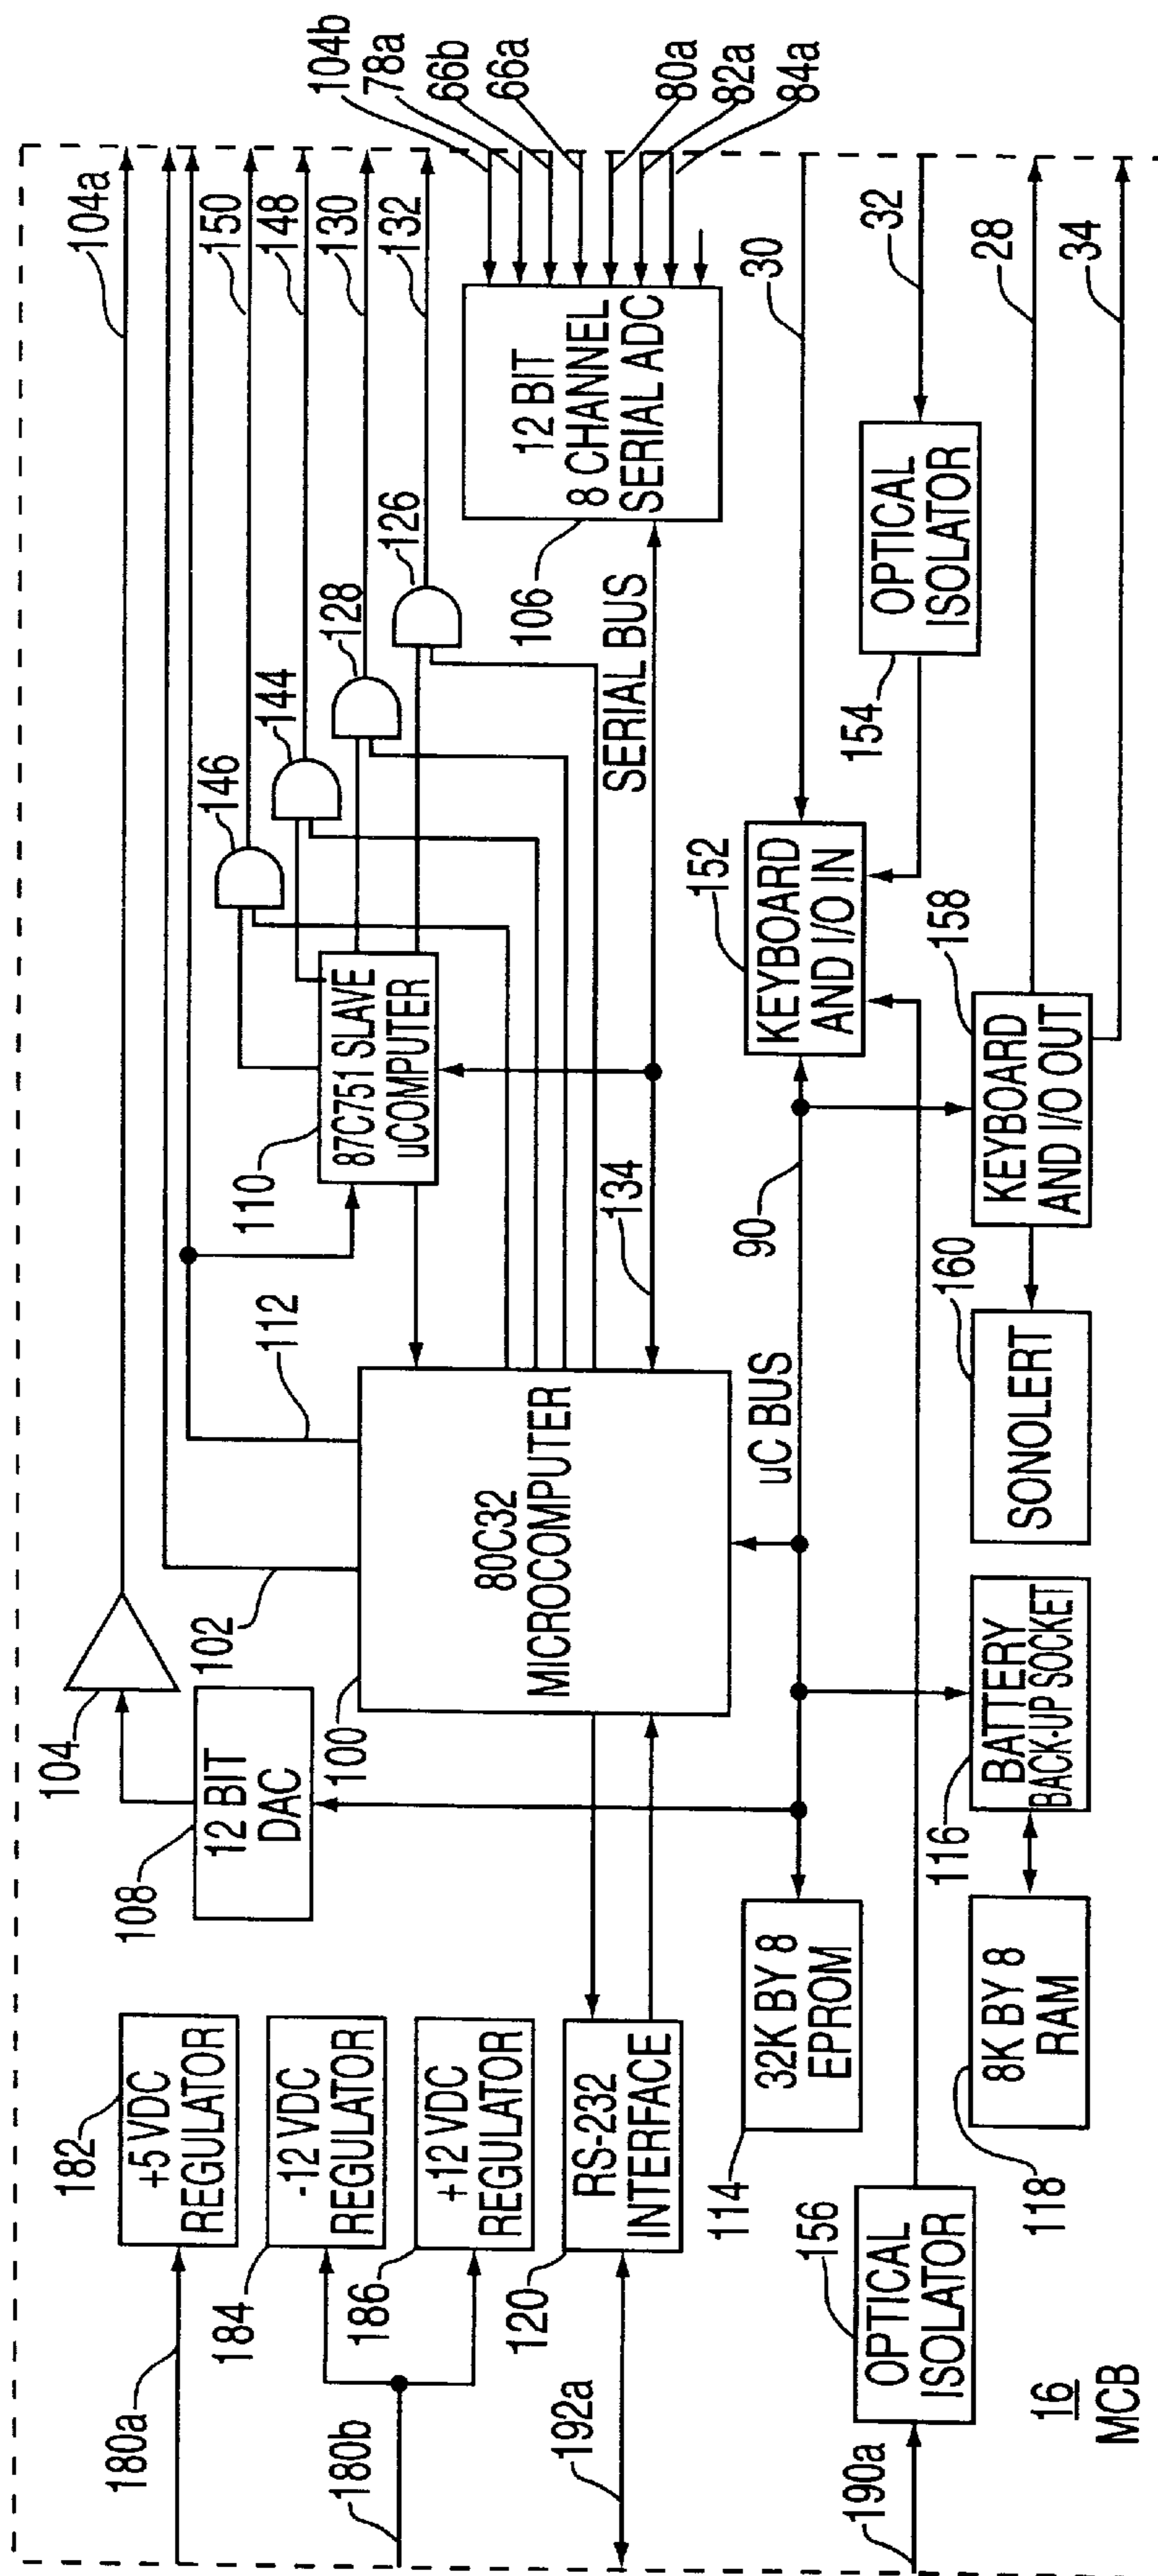 104a
150
148
130
132
104b
78a
66b
66a
80a
82a
84a
104
102
112
110
146
144
128
126
108
12 BIT
DAC
100
80C32
MICROCOMPUTER
87C751 SLAVE
uCOMPUTER
134
SERIAL BUS
106
12 BIT
8 CHANNEL
SERIAL ADC
182
+5 VDC
REGULATOR
180a
184
-12 VDC
REGULATOR
186
+12 VDC
REGULATOR
180b
120
RS-232
INTERFACE
192a
uC BUS
90
152
KEYBOARD
AND I/O IN
30
32
154
OPTICAL
ISOLATOR
114
32K BY 8
EPROM
156
OPTICAL
ISOLATOR
190a
118
8K BY 8
RAM
116
BATTERY
BACK-UP SOCKET
160
SONOLERT
158
KEYBOARD
AND I/O OUT
28
34
16
MCB